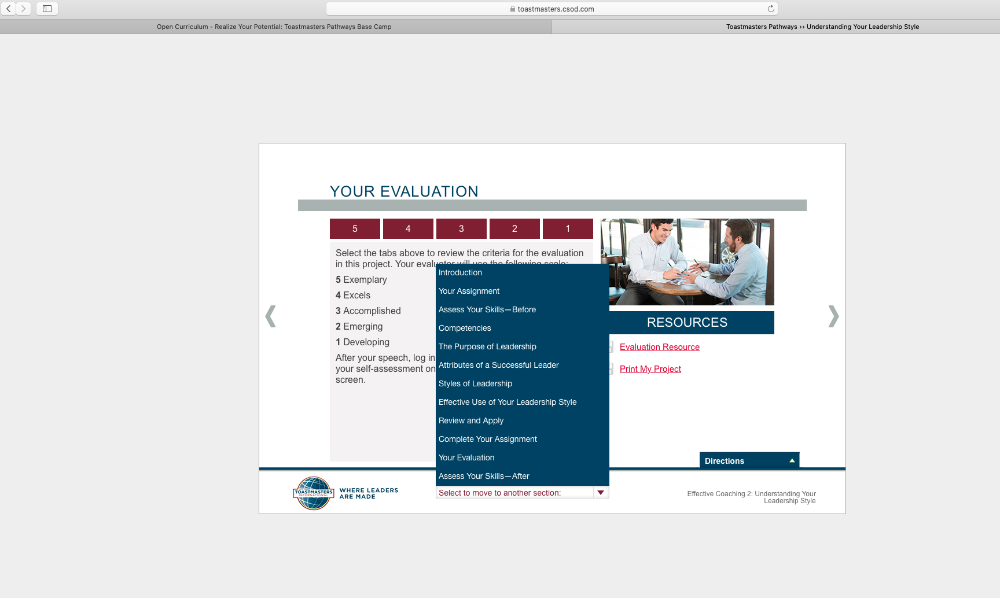 toastmasters.csod.com
Open Curriculum - Realize Your Potential: Toastmasters Pathways Base Camp
Toastmasters Pathways ›› Understanding Your Leadership Style
YOUR EVALUATION
5 4 3 2 1
Select the tabs above to review the criteria for the evaluation
in this project. Your evaluator will use the following scale:
5 Exemplary
4 Excels
3 Accomplished
2 Emerging
1 Developing
After your speech, log in
your self-assessment on
screen.
Introduction
Your Assignment
Assess Your Skills—Before
Competencies
The Purpose of Leadership
Attributes of a Successful Leader
Styles of Leadership
Effective Use of Your Leadership Style
Review and Apply
Complete Your Assignment
Your Evaluation
Assess Your Skills—After
Select to move to another section:
RESOURCES
Evaluation Resource
Print My Project
Directions
TOASTMASTERS
INTERNATIONAL
WHERE LEADERS
ARE MADE
Effective Coaching 2: Understanding Your
Leadership Style